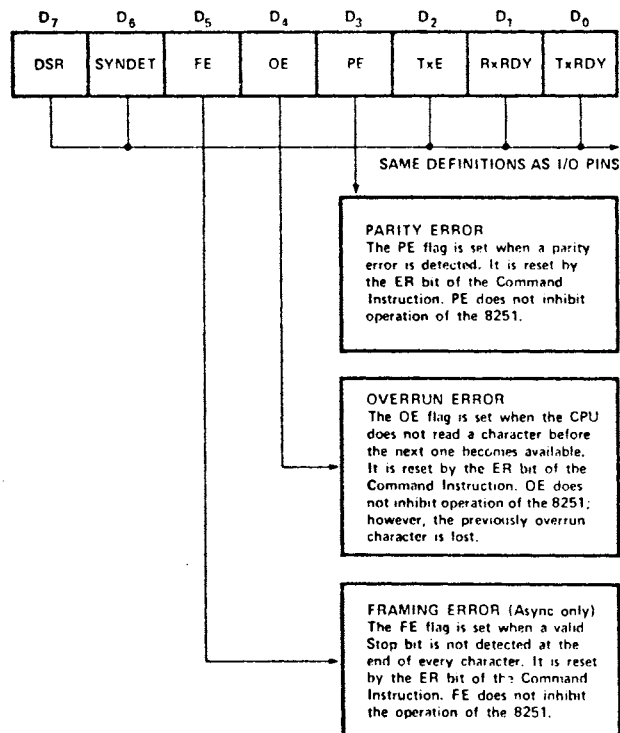 D7 D6 D5 D4 D3 D2 D1 D0
DSR SYNDET FE OE PE TxE RxRDY TxRDY
SAME DEFINITIONS AS I/O PINS
PARITY ERROR
The PE flag is set when a parity
error is detected. It is reset by
the ER bit of the Command
Instruction. PE does not inhibit
operation of the 8251.
OVERRUN ERROR
The OE flag is set when the CPU
does not read a character before
the next one becomes available.
It is reset by the ER bit of the
Command Instruction. OE does
not inhibit operation of the 8251;
however, the previously overrun
character is lost.
FRAMING ERROR (Async only)
The FE flag is set when a valid
Stop bit is not detected at the
end of every character. It is reset
by the ER bit of the Command
Instruction. FE does not inhibit
the operation of the 8251.